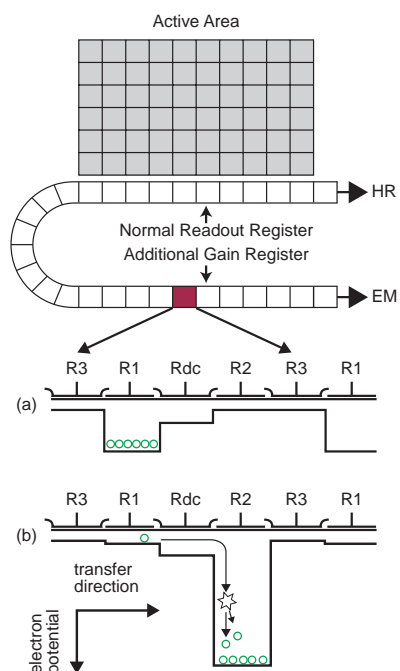 Active Area
HR
Normal Readout Register
Additional Gain Register
EM
R3 R1 Rdc R2 R3 R1
(a)
R3 R1 Rdc R2 R3 R1
(b)
transfer
direction
electron
potential